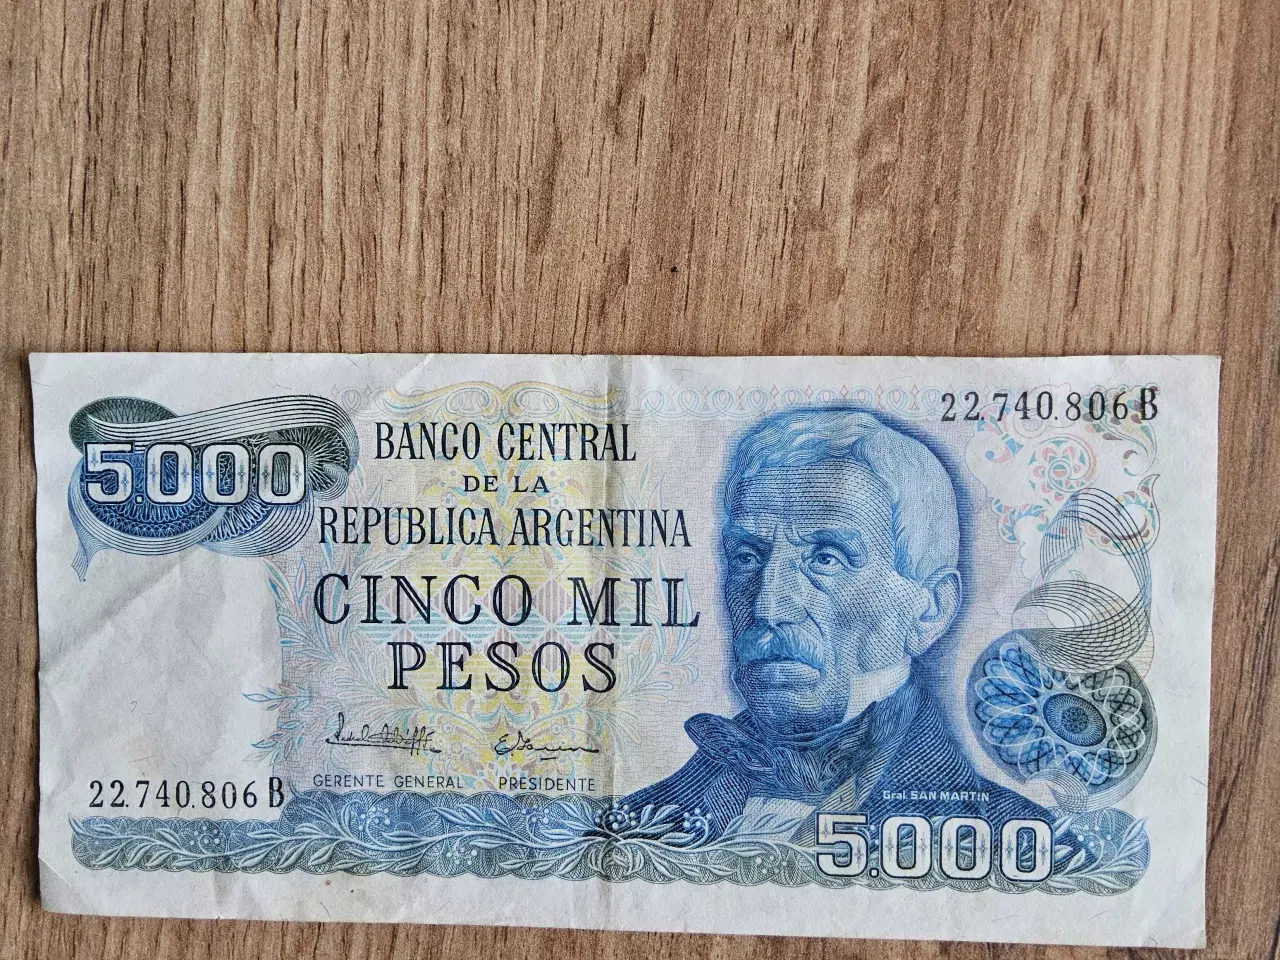 22.740.806 B
5.000
BANCO CENTRAL
DE LA
REPUBLICA ARGENTINA
CINCO MIL
PESOS
GERENTE GENERAL PRESIDENTE
22.740.806 B
Gral. SAN MARTIN
5.000